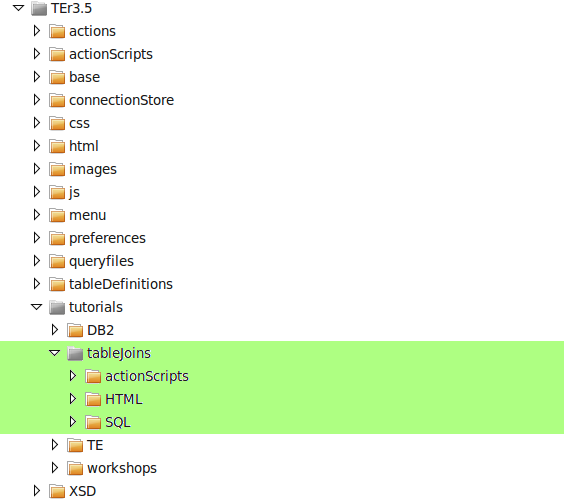 TEr3.5
actions
actionScripts
base
connectionStore
css
html
images
js
menu
preferences
queryfiles
tableDefinitions
tutorials
DB2
tableJoins
actionScripts
HTML
SQL
TE
workshops
XSD